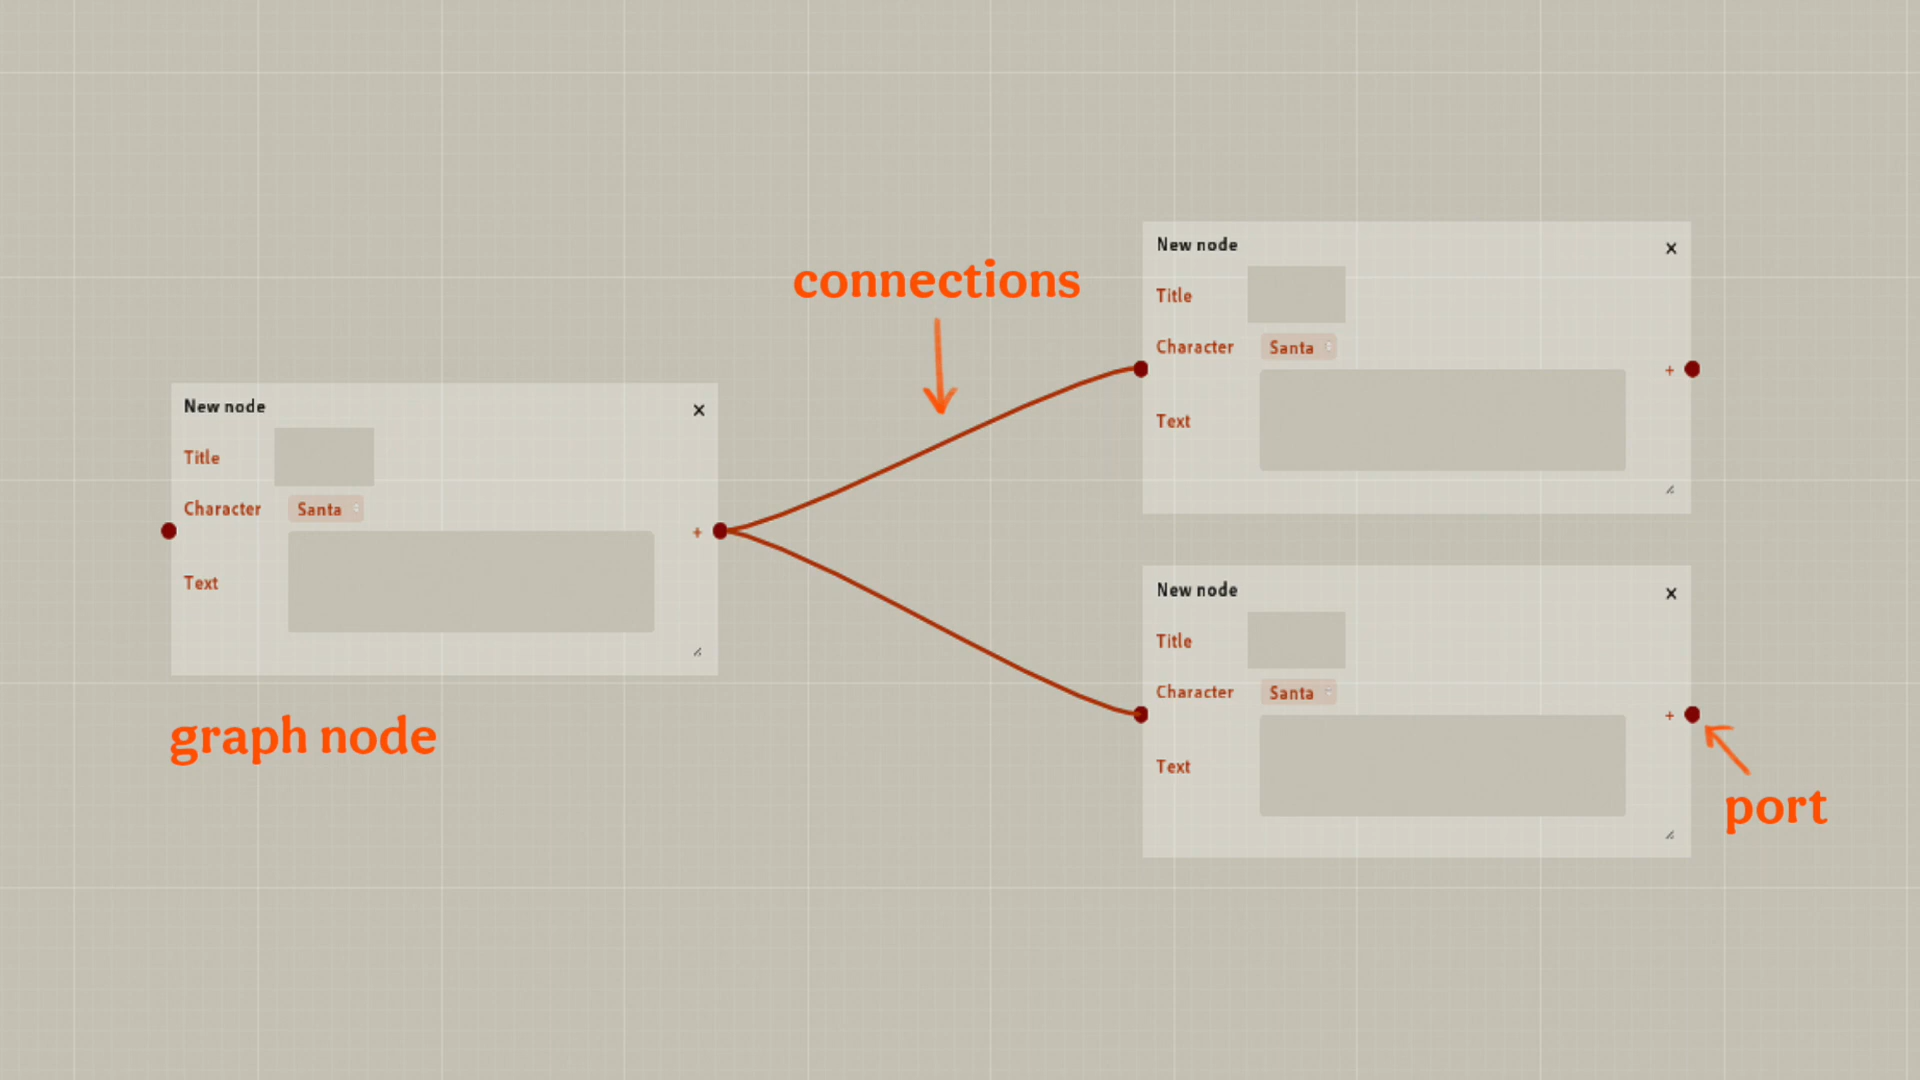 connections
New node x
Title
Character Santa
+
Text
graph node
New node x
Title
Character Santa
+
Text
New node x
Title
Character Santa
+
Text
port